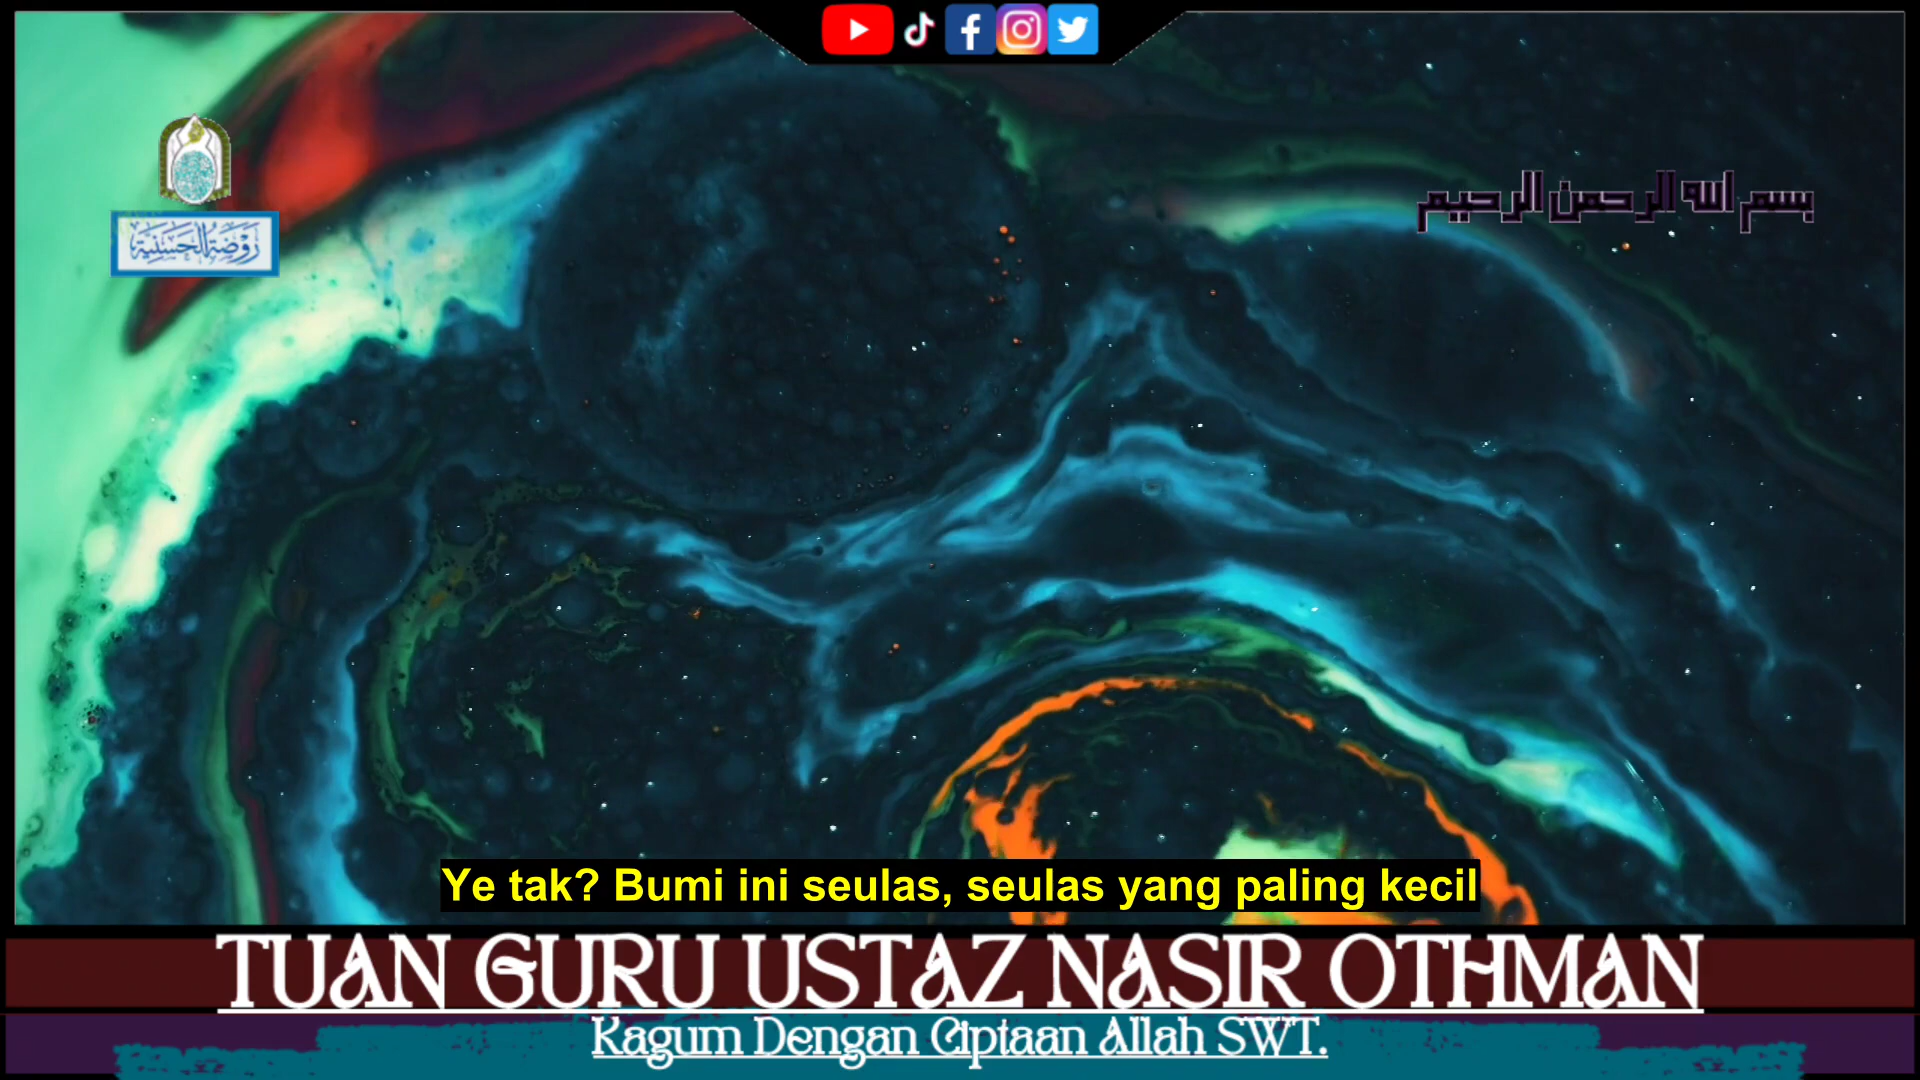 بسم الله الرحمن الرحيم
روضة الحسنية
Ye tak? Bumi ini seulas, seulas yang paling kecil
TUAN GURU USTAZ NASIR OTHMAN
Kagum Dengan Ciptaan Allah SWT.